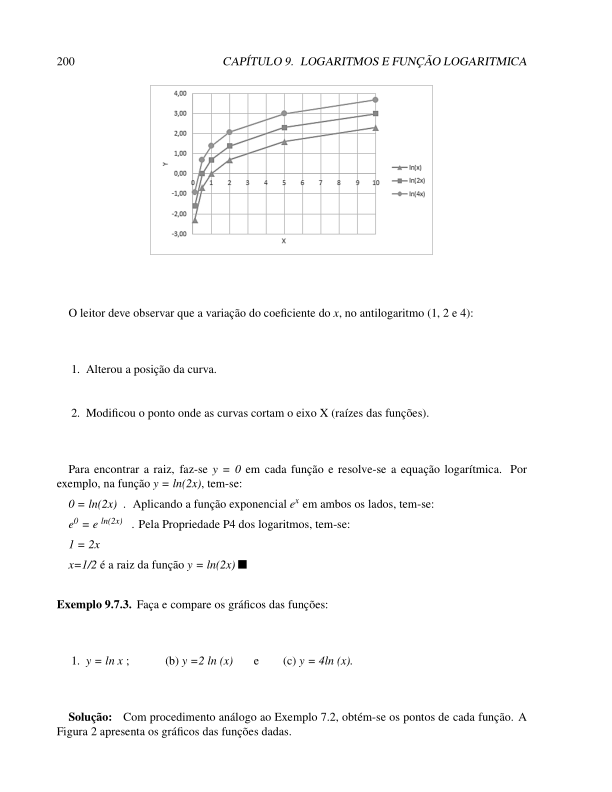 200 CAPÍTULO 9. LOGARITMOS E FUNÇÃO LOGARITMICA
4,00
3,00
2,00
1,00
0,00
-1,00
-2,00
-3,00
Y
0 1 2 3 4 5 6 7 8 9 10
X
ln(x)
ln(2x)
ln(4x)
O leitor deve observar que a variação do coeficiente do x, no antilogaritmo (1, 2 e 4):
1. Alterou a posição da curva.
2. Modificou o ponto onde as curvas cortam o eixo X (raízes das funções).
Para encontrar a raiz, faz-se y = 0 em cada função e resolve-se a equação logarítmica. Por
exemplo, na função y = ln(2x), tem-se:
0 = ln(2x) . Aplicando a função exponencial e^x em ambos os lados, tem-se:
e^0 = e^ln(2x) . Pela Propriedade P4 dos logaritmos, tem-se:
1 = 2x
x=1/2 é a raiz da função y = ln(2x) ■
Exemplo 9.7.3. Faça e compare os gráficos das funções:
1. y = ln x ; (b) y =2 ln (x) e (c) y = 4ln (x).
Solução: Com procedimento análogo ao Exemplo 7.2, obtém-se os pontos de cada função. A
Figura 2 apresenta os gráficos das funções dadas.